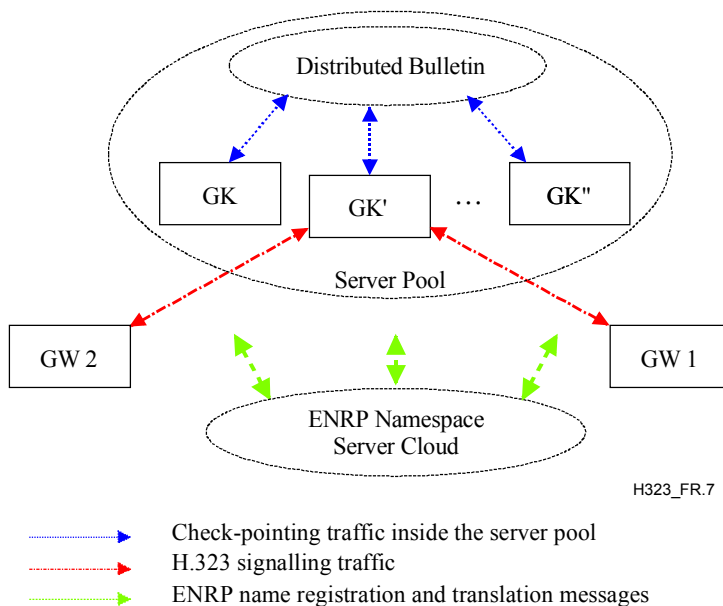 Distributed Bulletin
GK
GK'
…
GK"
Server Pool
GW 2
GW 1
ENRP Namespace
Server Cloud
H323_FR.7
Check-pointing traffic inside the server pool
H.323 signalling traffic
ENRP name registration and translation messages